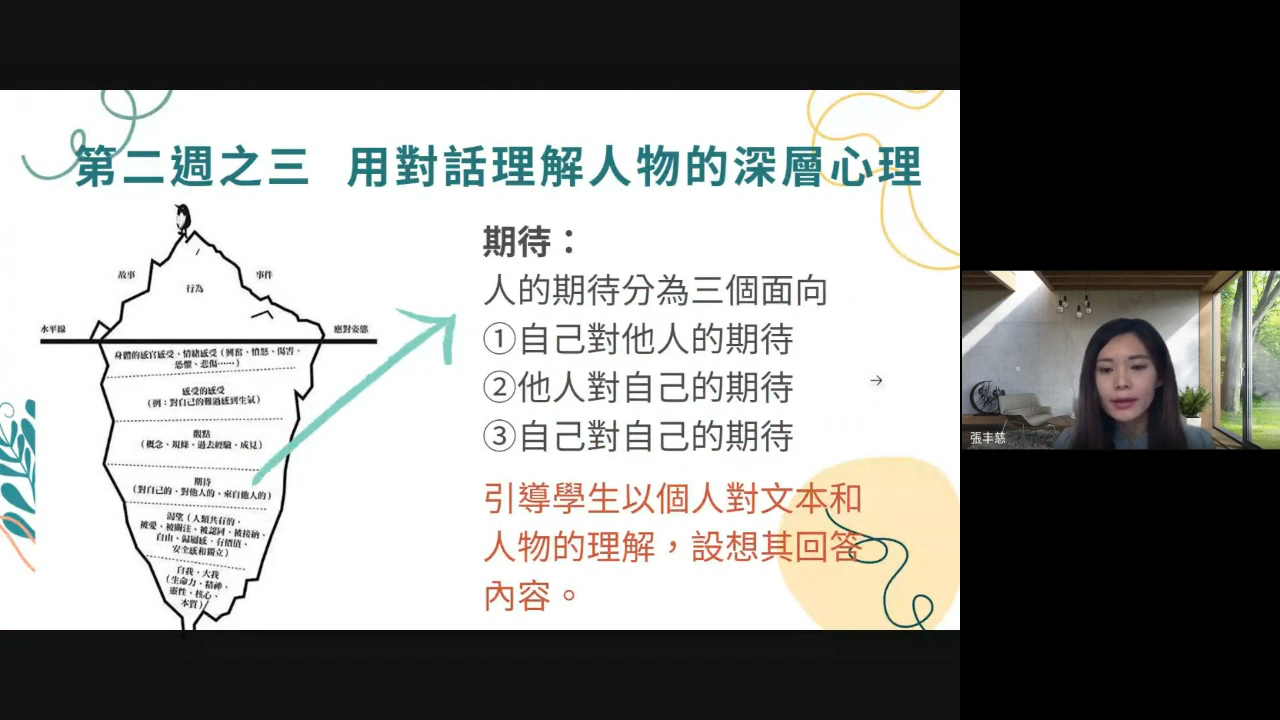 第二週之三 用對話理解人物的深層心理
故事
事件
行為
水平線
應對姿態
身體的感官感受、情緒感受（興奮、憤怒、傷害、
恐懼、悲傷……）
感受的感受
（例：對自己的難過感到生氣）
觀點
（概念、規條、過去經驗、成見）
期待
（對自己的、對他人的、來自他人的）
渴望（人類共有的，
被愛、被關注、被認同、被接納、
自由、歸屬感、有價值、
安全感和獨立）
自我、大我
（生命力、精神、
靈性、核心、
本質）
期待：
人的期待分為三個面向
①自己對他人的期待
②他人對自己的期待
③自己對自己的期待
引導學生以個人對文本和
人物的理解，設想其回答
內容。
張丰慈